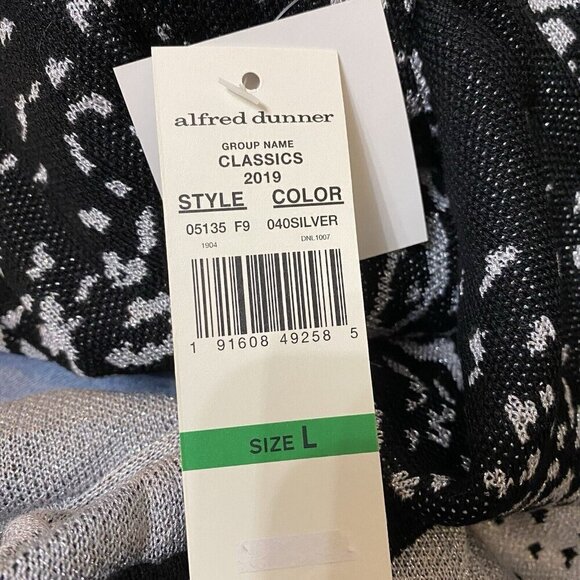 alfred dunner
GROUP NAME
CLASSICS
2019
STYLE COLOR
05135 F9 040SILVER
1904 DNL1007
1 91608 49258 5
SIZE L